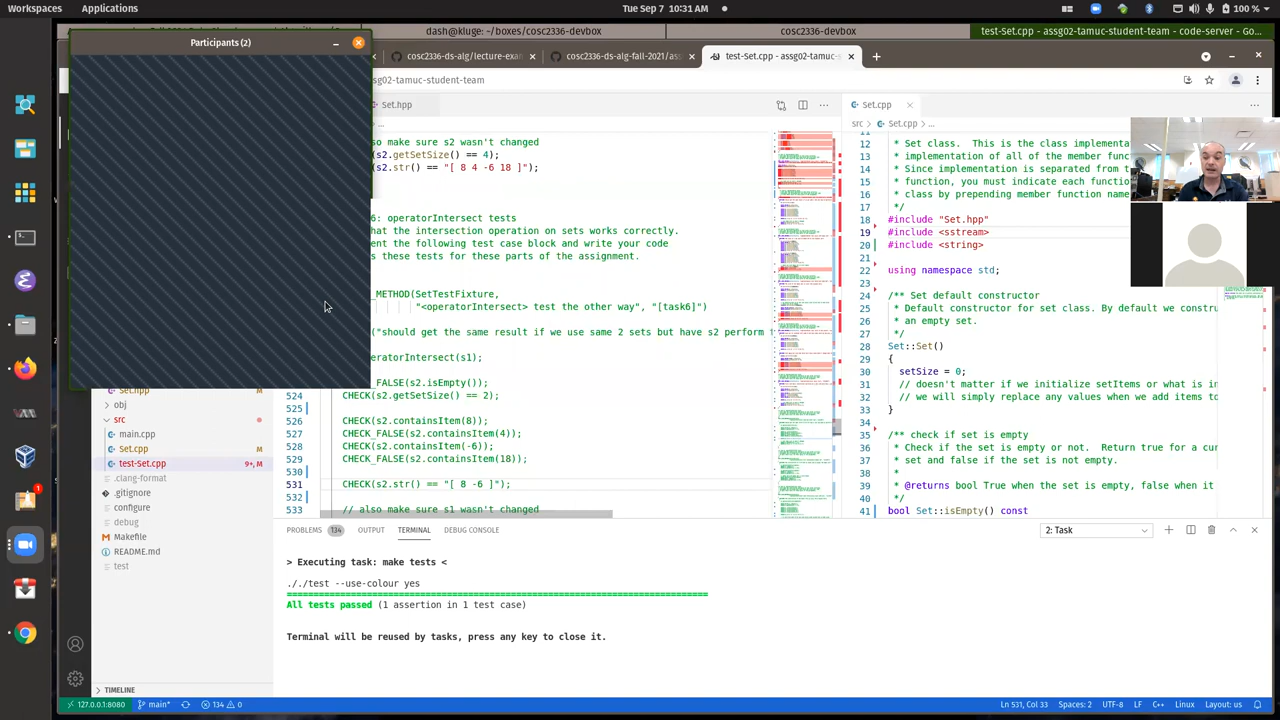 Workspaces Applications Tue Sep 7 10:31 AM 100 %
dash@kluge: ~/boxes/cosc2336-devbox cosc2336-devbox test-Set.cpp - assg02-tamuc-student-team - code-server - Go...
Participants (2)
cosc2336-ds-alg/lecture-exa cosc2336-ds-alg-fall-2021/as test-Set.cpp - assg02-tamuc-
sg02-tamuc-student-team
Set.hpp
Set.cpp
...
src Set.cpp ...
so make sure s2 wasn't changed
(s2.getSetSize() == 4);
(s2.str() == "[ 8 4 -6 18 ]");
6: operatorIntersect tests
hat the intersection operation on sets works correctly.
ent the following test case block and write your code
s these tests for these parts of the assignment.
_METHOD(SetTestFixture,
"<operatorIntersect()> test the other way", "[task6]")
("should get the same result if we use same 2 sets but have s2 perform
eratorIntersect(s1);
_FALSE(s2.isEmpty());
524 CHECK(s2.getSetSize() == 2);
525
526 CHECK(s2.containsItem(8));
527 CHECK_FALSE(s2.containsItem(4));
528 CHECK(s2.containsItem(-6));
529 CHECK_FALSE(s2.containsItem(18));
530
531 CHECK(s2.str() == "[ 8 -6 ]");
532
533 // also make sure s1 wasn't changed
11
12 * Set class. This is the class implementa
13 * implementation of all of the member func
14 * Since implementation is separated from t
15 * function, you must indicate each functio
16 * class by prepending member function name
17 */
18 #include "Set.hpp"
19 #include <sstream>
20 #include <string>
21
22 using namespace std;
23
24 /** Set default constructor
25 * Default constructor for Set class. By default we constr
26 * an empty set.
27 */
28 Set::Set()
29 {
30 setSize = 0;
31 // doesn't matter if we initialize setItems or what is in
32 // we will simply replace any values when we add items to
33 }
34
35 /** check if set is empty
36 * Check if the set is empty or not. Return true for a cur
37 * set and false if the set is not empty.
38 *
39 * @returns bool True when the set is empty, false when it
40 */
41 bool Set::isEmpty() const
Set.hpp M
obj
src
main.cpp
Set.cpp M
test-Set.cpp 9+, M
.clang-format
.gitignore
configure
debug
Makefile
README.md
test
TIMELINE
PROBLEMS 134 OUTPUT TERMINAL DEBUG CONSOLE 2: Task
> Executing task: make tests <
././test --use-colour yes
===============================================================================
All tests passed (1 assertion in 1 test case)
Terminal will be reused by tasks, press any key to close it.
127.0.0.1:8080 main* 134 0 Ln 531, Col 33 Spaces: 2 UTF-8 LF C++ Linux Layout: us